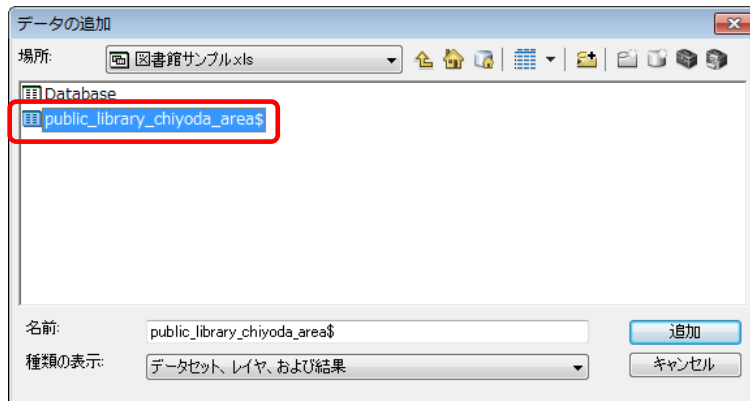 データの追加
場所: 図書館サンプル.xls
Database
public_library_chiyoda_area$
名前: public_library_chiyoda_area$ 追加
種類の表示: データセット、レイヤ、および結果 キャンセル